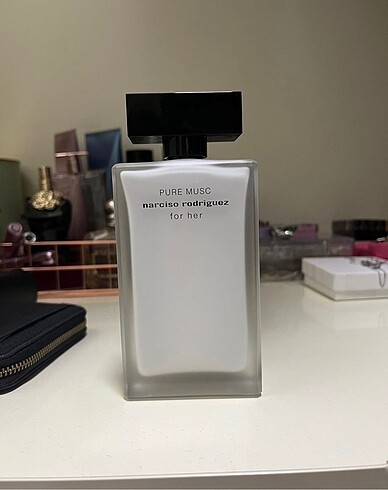 PURE MUSC
narciso rodriguez
for her